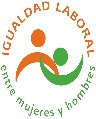 IGUALDAD LABORAL
entre mujeres y hombres